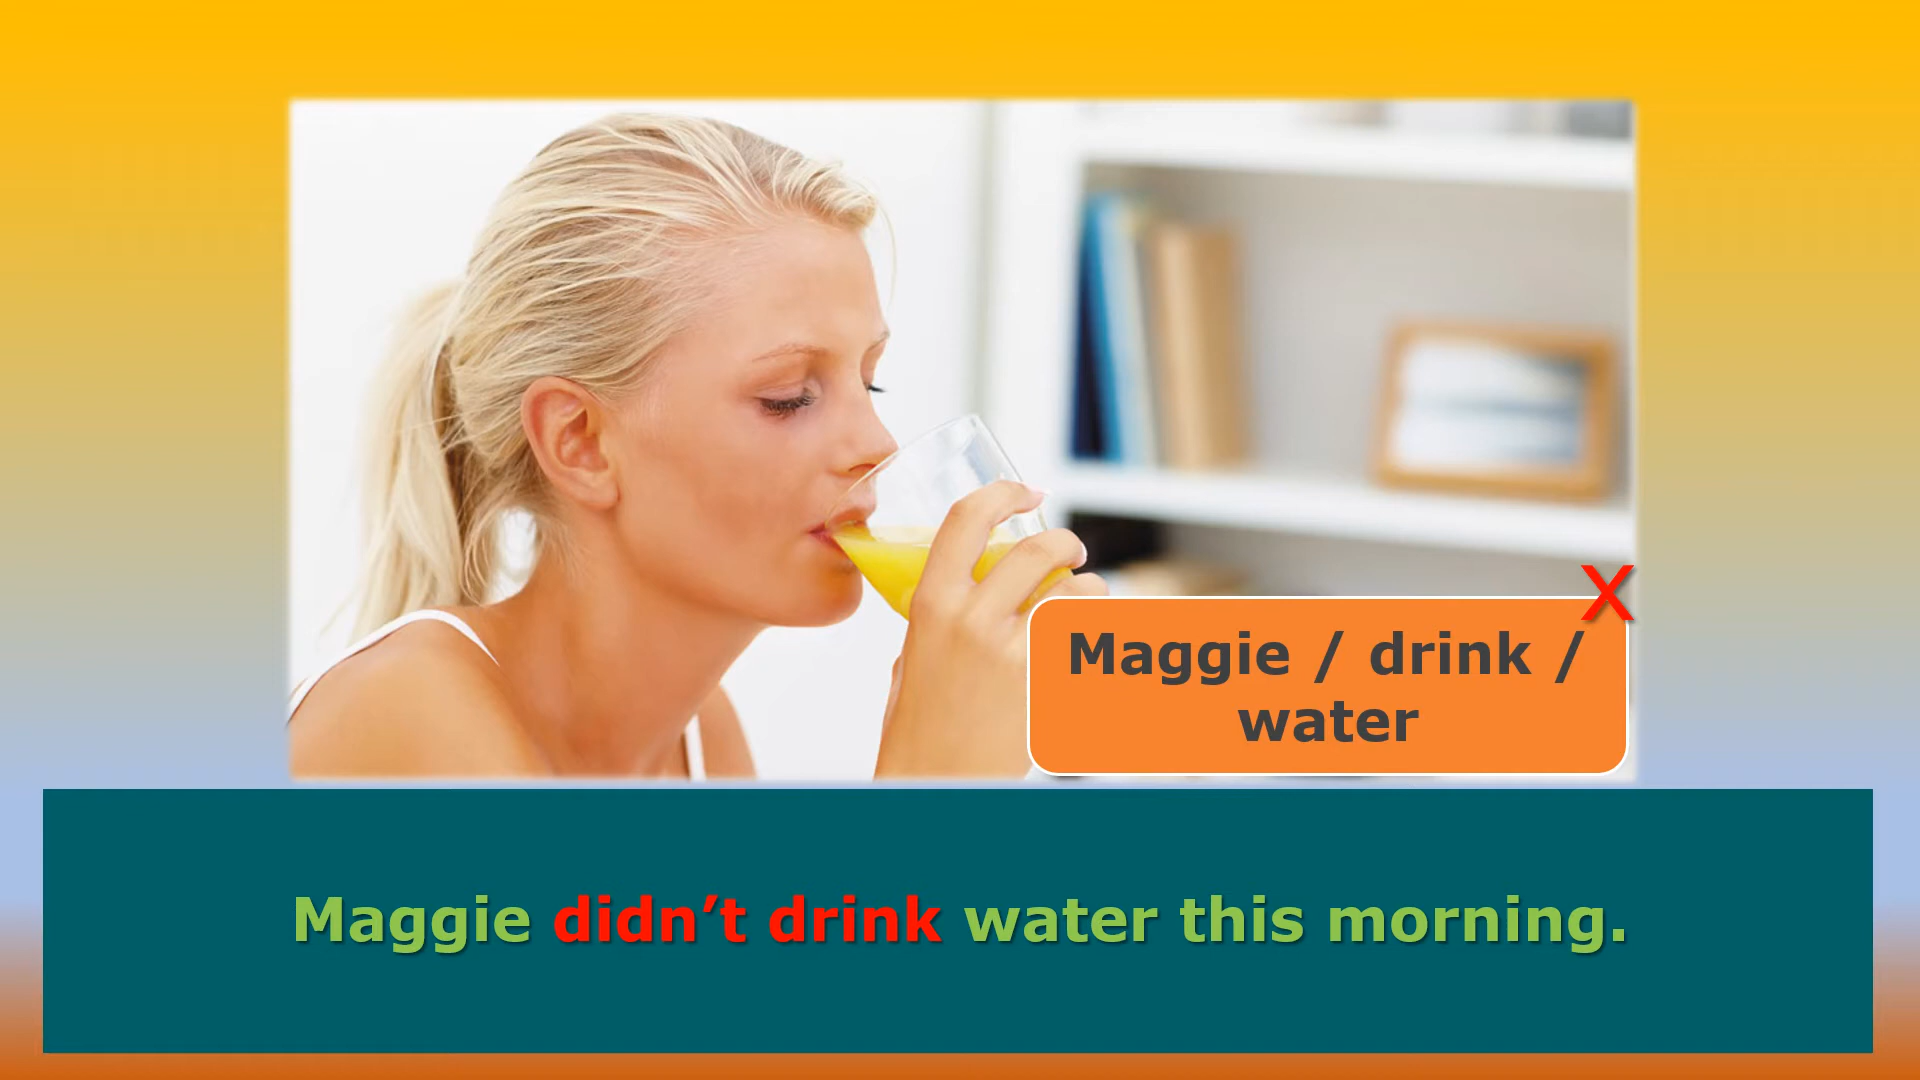 X
Maggie / drink /
water
Maggie didn’t drink water this morning.